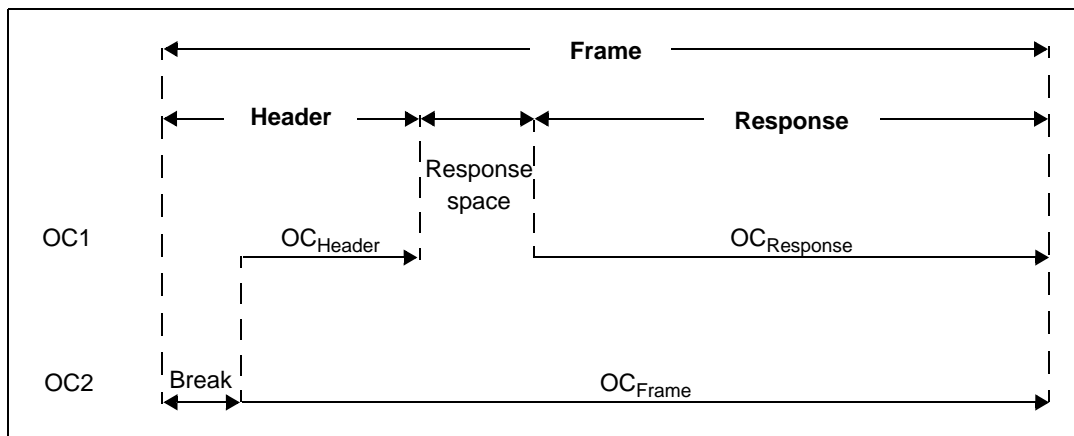 Frame
Header
Response
Response
space
OC1
OCHeader
OCResponse
OC2
Break
OCFrame